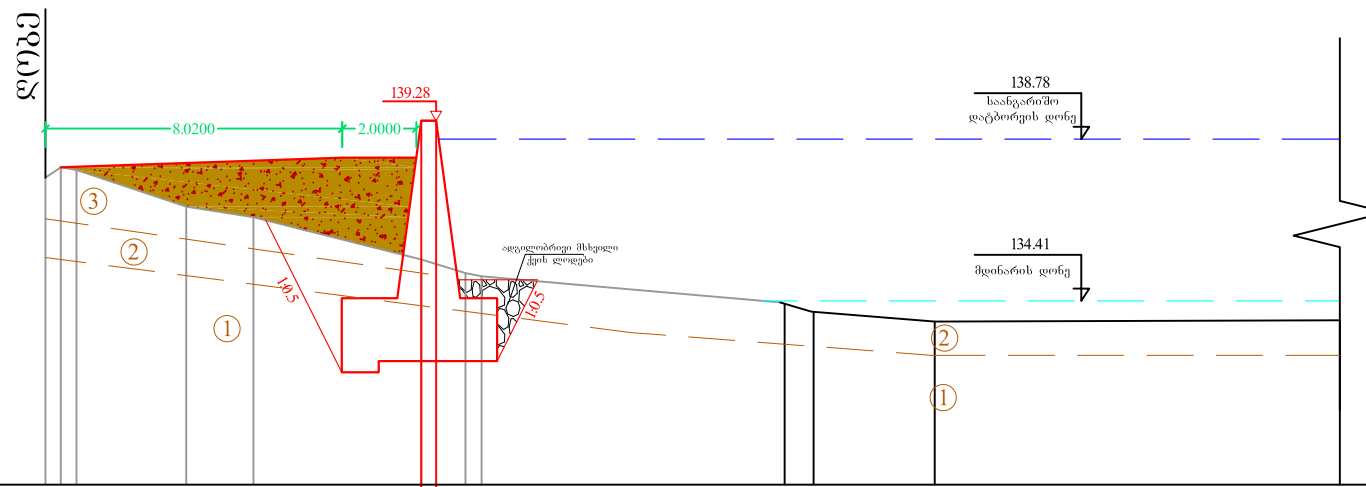 ღობე
139.28
8.0200
2.0000
138.78
საანგარიშო
დატბორვის დონე
3
2
1
1:0.5
ადგილობრივი მსხვილი
ქვის ლოდები
1:0.5
134.41
მდინარის დონე
2
1